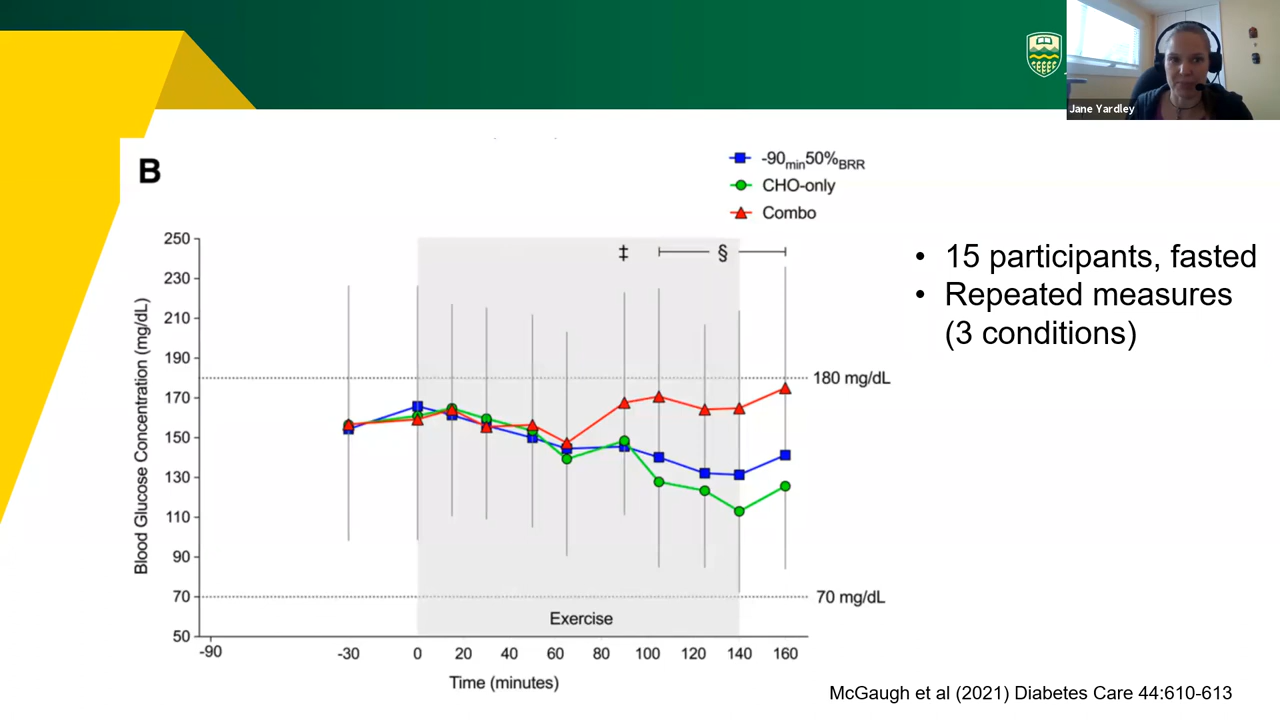 Jane Yardley
B
-90min50%BRR
CHO-only
Combo
250
230
210
190
170
150
130
110
90
70
50
Blood Glucose Concentration (mg/dL)
‡
§
180 mg/dL
70 mg/dL
Exercise
-90 -30 0 20 40 60 80 100 120 140 160
Time (minutes)
• 15 participants, fasted
• Repeated measures
(3 conditions)
McGaugh et al (2021) Diabetes Care 44:610-613